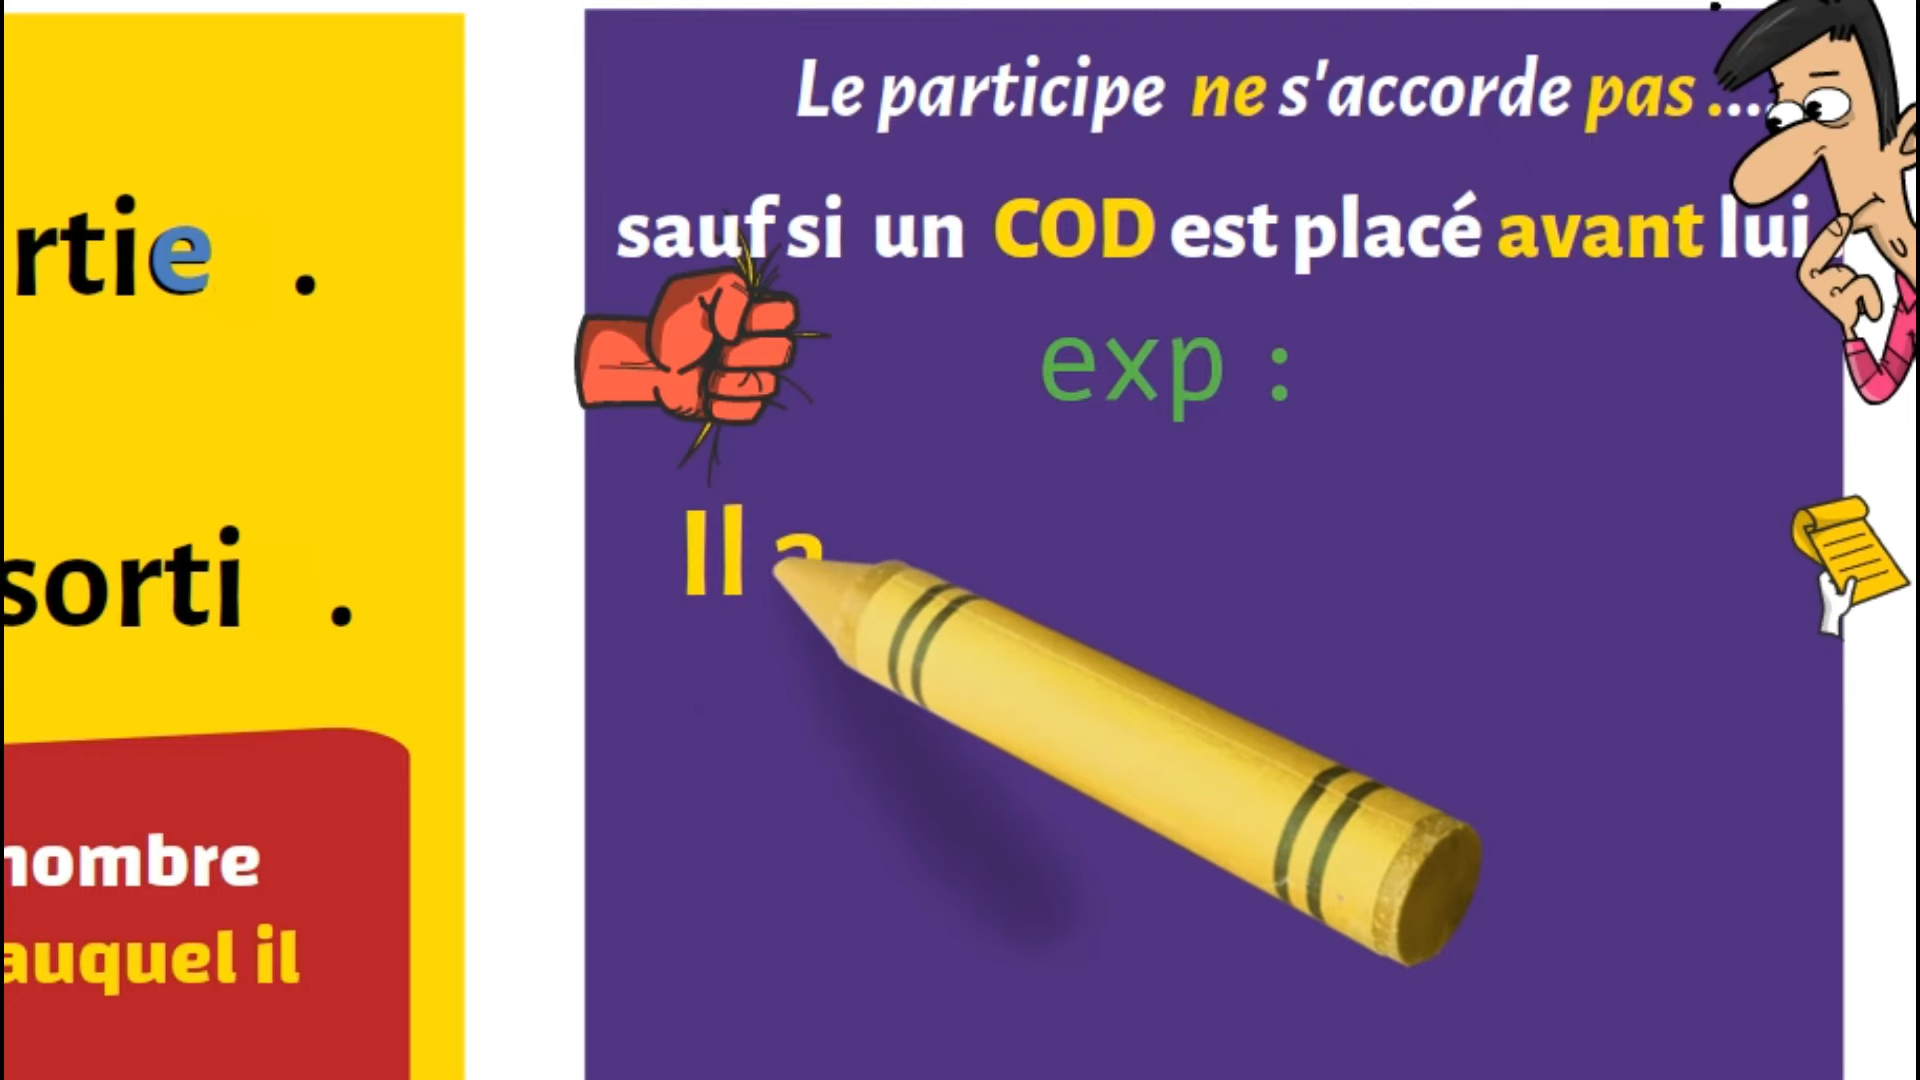 rtie .
sorti .
nombre
auquel il
Le participe ne s'accorde pas ....
sauf si un COD est placé avant lui
exp :
Il a